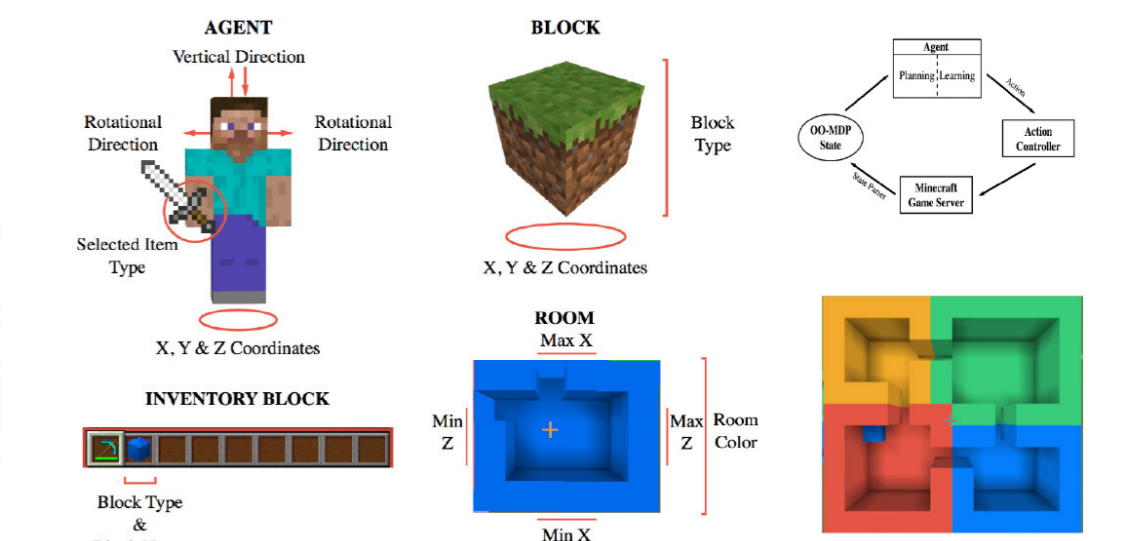 AGENT
Vertical Direction
Rotational
Direction
Rotational
Direction
Selected Item
Type
X, Y & Z Coordinates
INVENTORY BLOCK
Block Type
&
BLOCK
Block
Type
X, Y & Z Coordinates
ROOM
Max X
Min
Z
Max
Z
Room
Color
Min X
Agent
Planning
Learning
Action
OO-MDP
State
Action
Controller
State Parser
Minecraft
Game Server